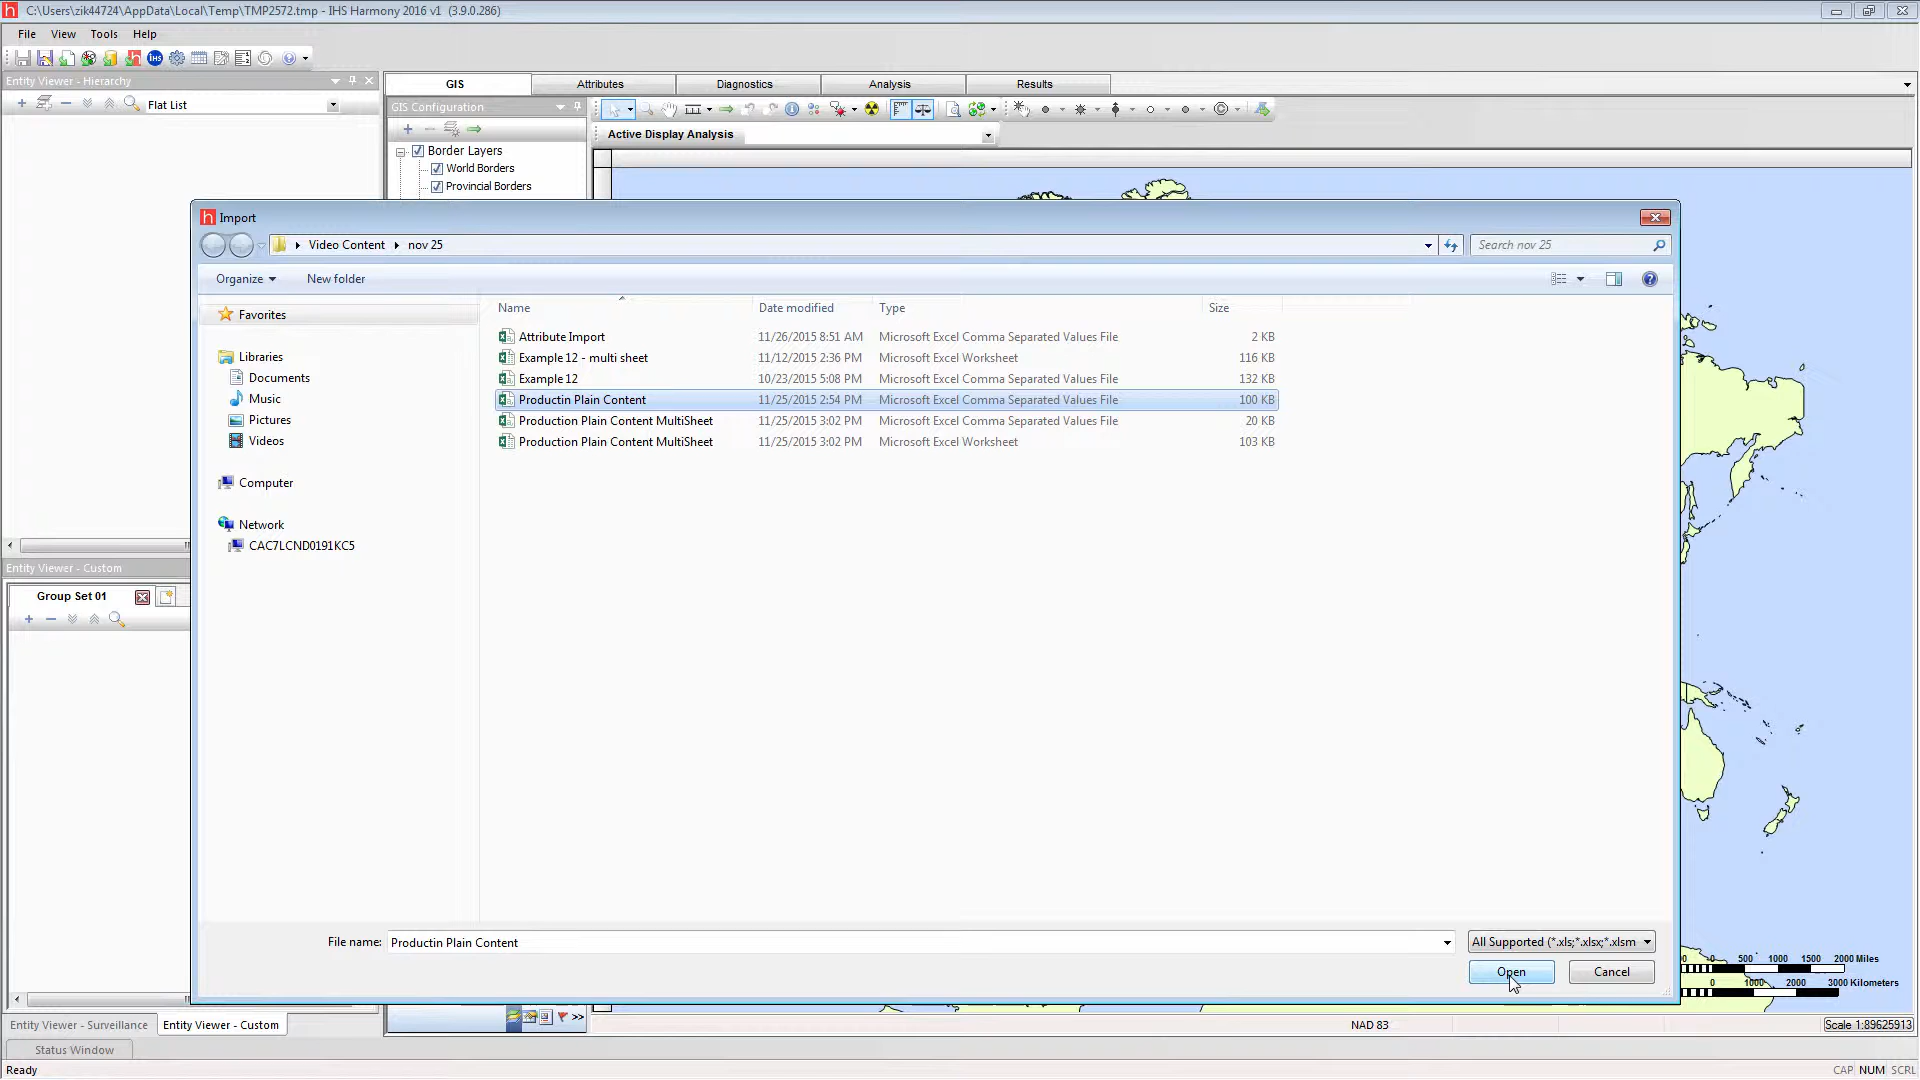 C:\Users\zik44724\AppData\Local\Temp\TMP2572.tmp - IHS Harmony 2016 v1 (3.9.0.286)
File View Tools Help
Entity Viewer - Hierarchy
Flat List
GIS Attributes Diagnostics Analysis Results
GIS Configuration
Active Display Analysis
Border Layers
World Borders
Provincial Borders
Import
Video Content nov 25
Search nov 25
Organize New folder
Name Date modified Type Size
Favorites
Libraries
Documents
Music
Pictures
Videos
Computer
Network
CAC7LCND0191KC5
Attribute Import 11/26/2015 8:51 AM Microsoft Excel Comma Separated Values File 2 KB
Example 12 - multi sheet 11/12/2015 2:36 PM Microsoft Excel Worksheet 116 KB
Example 12 10/23/2015 5:08 PM Microsoft Excel Comma Separated Values File 132 KB
Productin Plain Content 11/25/2015 2:54 PM Microsoft Excel Comma Separated Values File 100 KB
Production Plain Content MultiSheet 11/25/2015 3:02 PM Microsoft Excel Comma Separated Values File 20 KB
Production Plain Content MultiSheet 11/25/2015 3:02 PM Microsoft Excel Worksheet 103 KB
File name: Productin Plain Content
All Supported (*.xls;*.xlsx;*.xlsm
Open Cancel
Entity Viewer - Custom
Group Set 01
0 500 1000 1500 2000 Miles
0 1000 2000 3000 Kilometers
Entity Viewer - Surveillance Entity Viewer - Custom
NAD 83
Scale 1:89625913
Status Window
Ready
CAP NUM SCRL